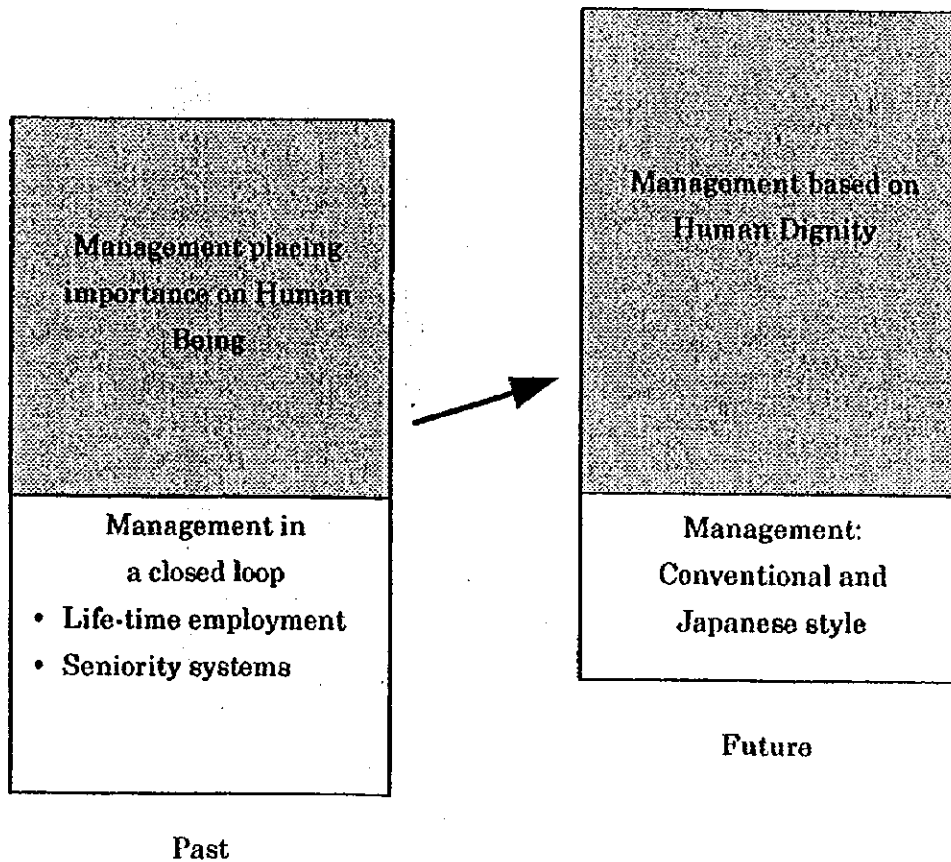 Management placing
importance on Human
Being
Management in
a closed loop
• Life-time employment
• Seniority systems
Past
Management based on
Human Dignity
Management:
Conventional and
Japanese style
Future